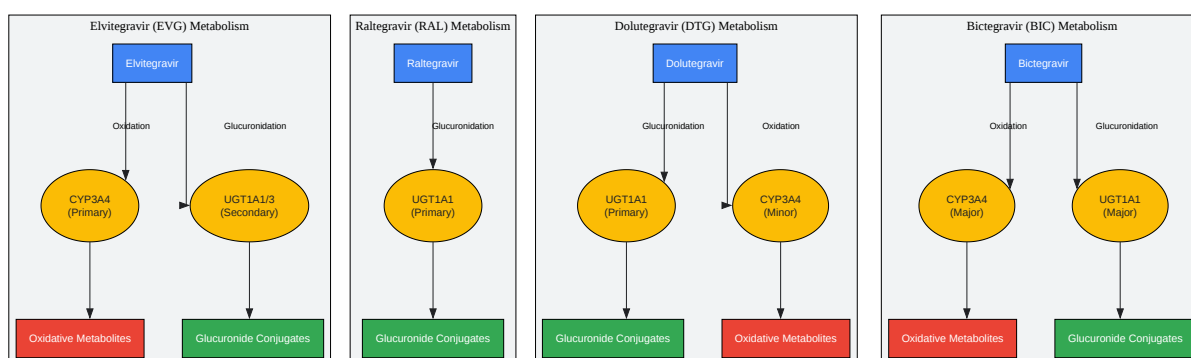 Elvitegravir (EVG) Metabolism
Elvitegravir
Oxidation
Glucuronidation
CYP3A4
(Primary)
UGT1A1/3
(Secondary)
Oxidative Metabolites
Glucuronide Conjugates
Raltegravir (RAL) Metabolism
Raltegravir
Glucuronidation
UGT1A1
(Primary)
Glucuronide Conjugates
Dolutegravir (DTG) Metabolism
Dolutegravir
Glucuronidation
Oxidation
UGT1A1
(Primary)
CYP3A4
(Minor)
Glucuronide Conjugates
Oxidative Metabolites
Bictegravir (BIC) Metabolism
Bictegravir
Oxidation
Glucuronidation
CYP3A4
(Major)
UGT1A1
(Major)
Oxidative Metabolites
Glucuronide Conjugates